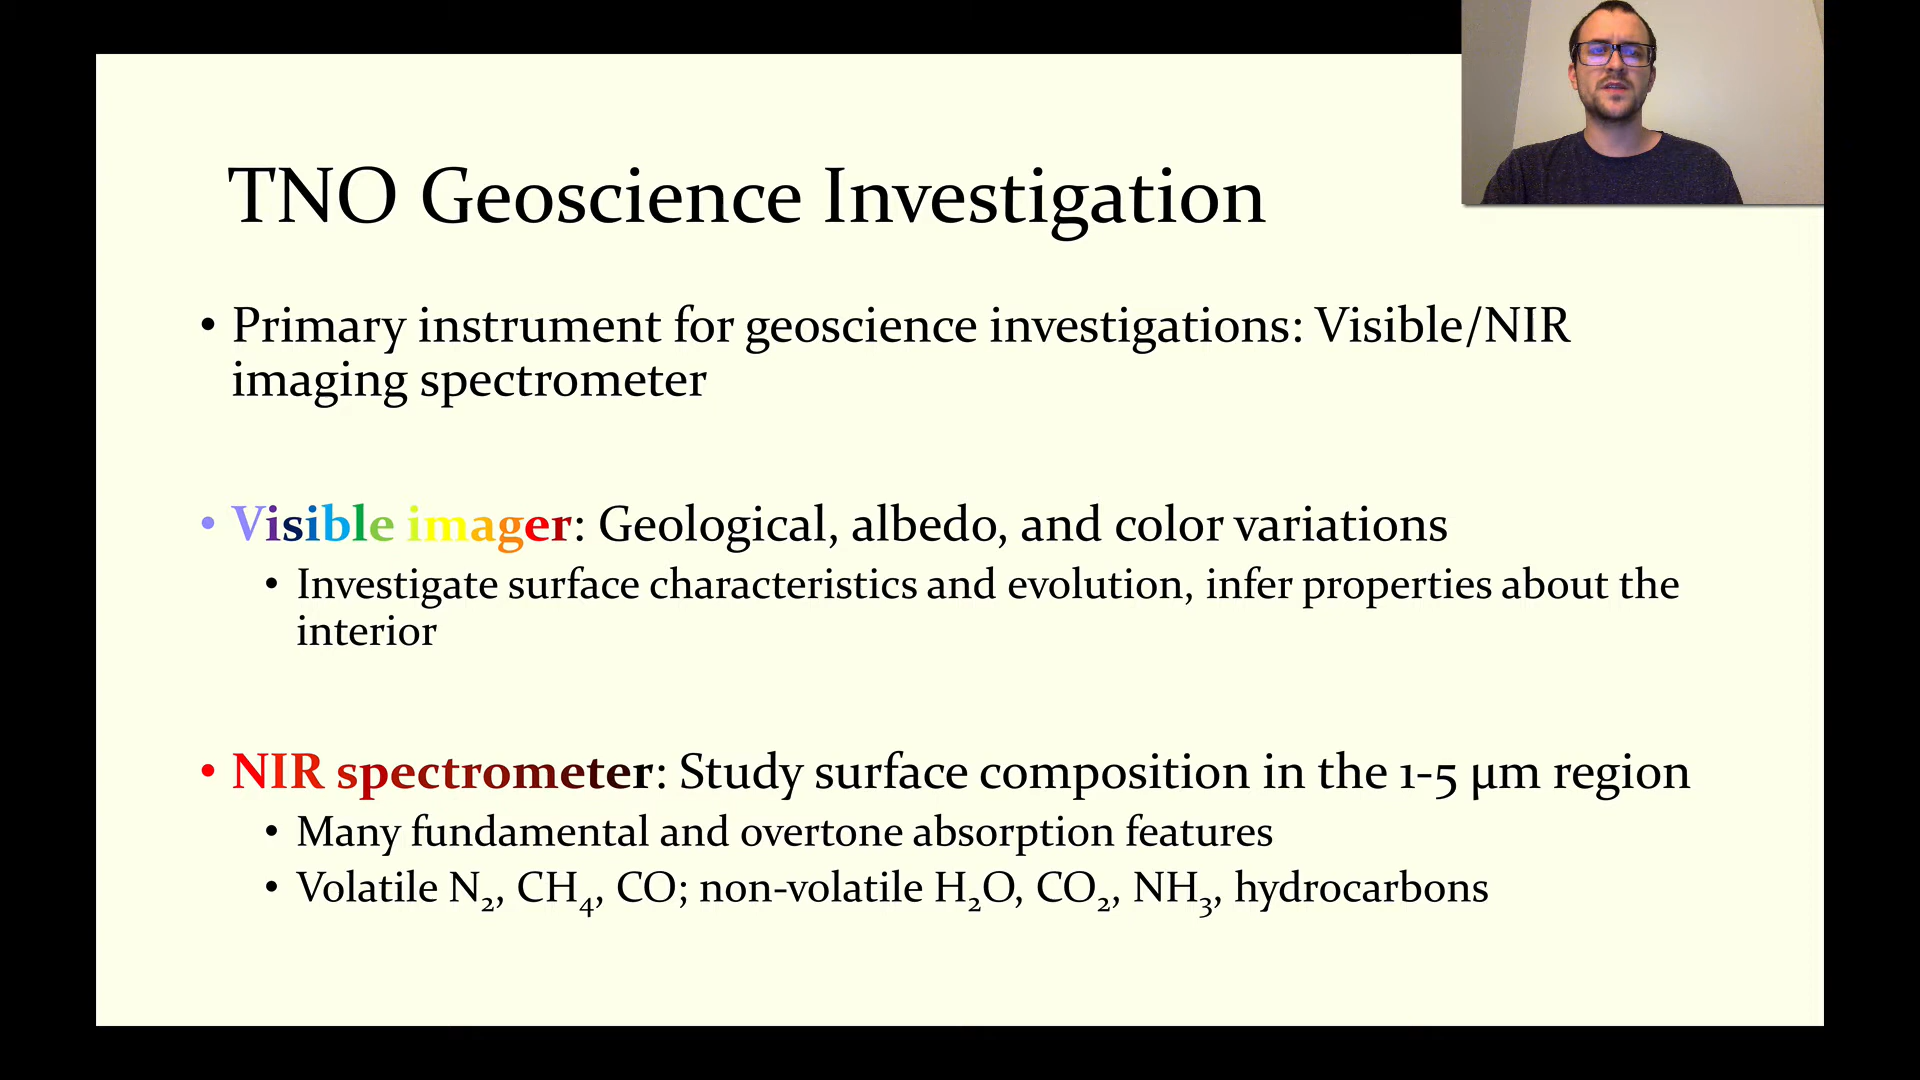 TNO Geoscience Investigation
• Primary instrument for geoscience investigations: Visible/NIR
imaging spectrometer
• Visible imager: Geological, albedo, and color variations
• Investigate surface characteristics and evolution, infer properties about the
interior
• NIR spectrometer: Study surface composition in the 1-5 μm region
• Many fundamental and overtone absorption features
• Volatile N₂, CH₄, CO; non-volatile H₂O, CO₂, NH₃, hydrocarbons